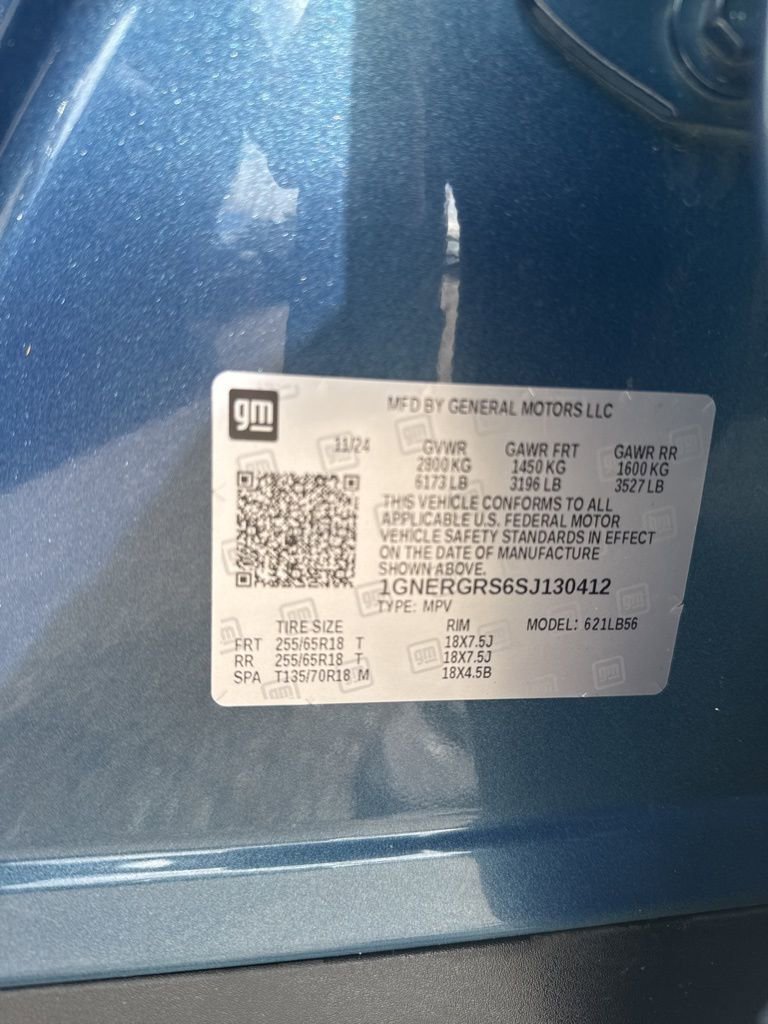 gm
MFD BY GENERAL MOTORS LLC
11/24 GVWR GAWR FRT GAWR RR
2800 KG 1450 KG 1600 KG
6173 LB 3196 LB 3527 LB
THIS VEHICLE CONFORMS TO ALL
APPLICABLE U.S. FEDERAL MOTOR
VEHICLE SAFETY STANDARDS IN EFFECT
ON THE DATE OF MANUFACTURE
SHOWN ABOVE.
1GNERGRS6SJ130412
TYPE: MPV
TIRE SIZE RIM MODEL: 621LB56
FRT 255/65R18 T 18X7.5J
RR 255/65R18 T 18X7.5J
SPA T135/70R18 M 18X4.5B